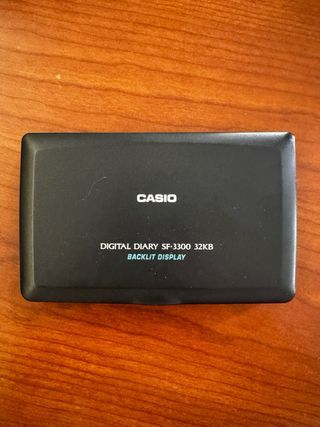 CASIO
DIGITAL DIARY SF-3300 32KB
BACKLIT DISPLAY